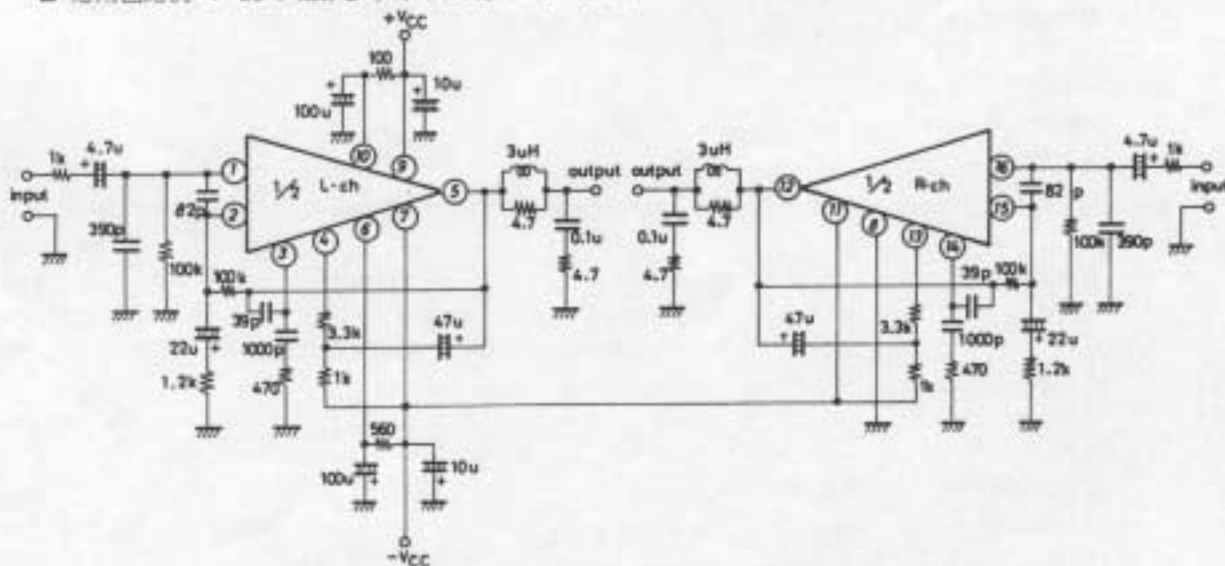 +VCC
100
100u
10u
1k
4.7u
1
10
9
3uH
output
output
3uH
4.7u
1k
input
1/2
L-ch
5
12
1/2
R-ch
16
input
82p
2
6
7
4.7
4.7
11
8
13
14
15
82
p
390p
3
4
0.1u
0.1u
100k
390p
100k
100k
4.7
4.7
39p
100k
39p
3.3k
47u
47u
3.3k
22u
1000p
1000p
22u
1.2k
470
1k
1k
470
1.2k
560
100u
10u
-VCC